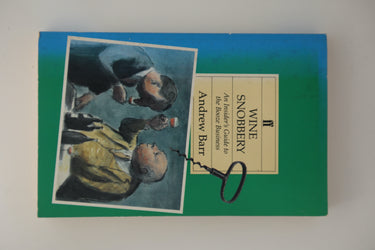 ff
WINE
SNOBBERY
An Insider's Guide to
the Booze Business
Andrew Barr